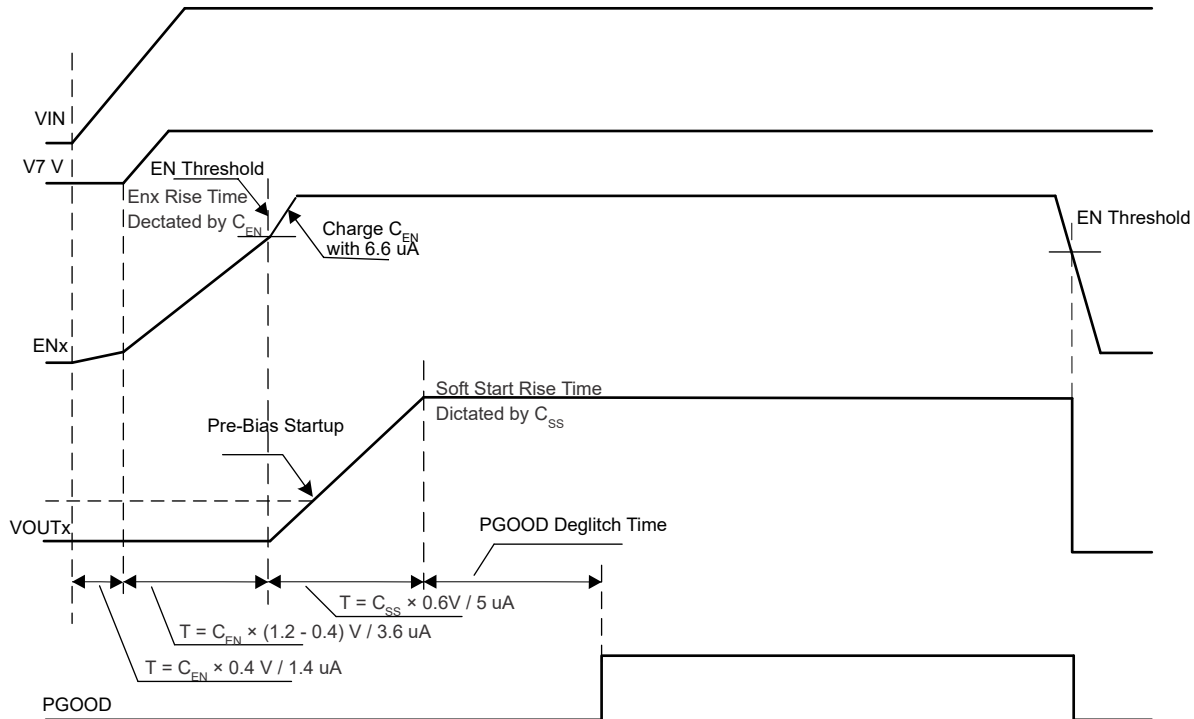 VIN
V7 V
EN Threshold
Enx Rise Time
Dectated by C_EN
Charge C_EN
with 6.6 uA
EN Threshold
ENx
Soft Start Rise Time
Dictated by C_SS
Pre-Bias Startup
VOUTx
PGOOD Deglitch Time
T = C_SS × 0.6V / 5 uA
T = C_EN × (1.2 - 0.4) V / 3.6 uA
T = C_EN × 0.4 V / 1.4 uA
PGOOD